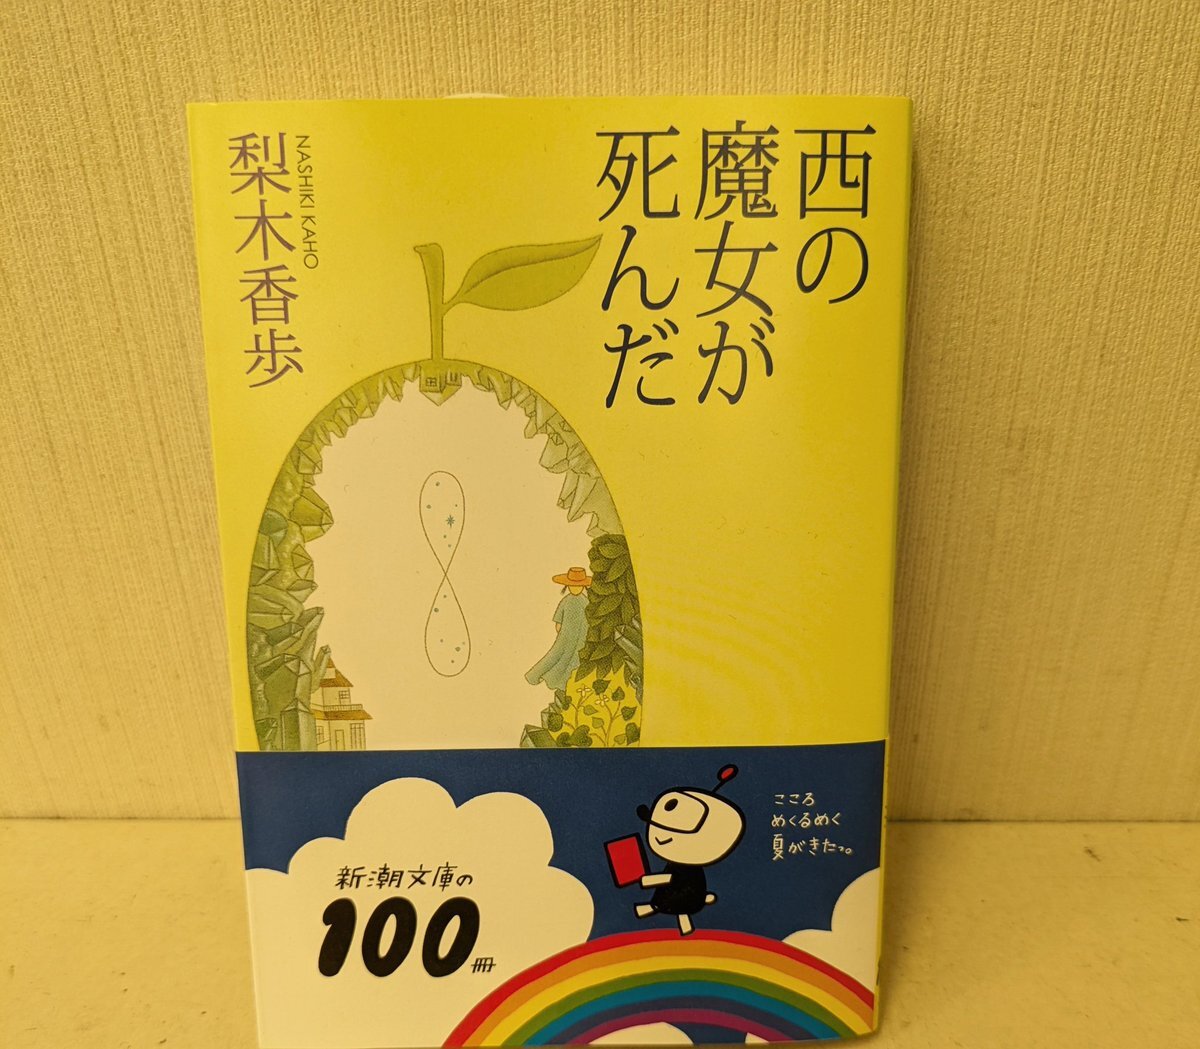 西の
魔女が
死んだ
梨木香歩
NASHIKI KAHO
こころ
めくるめく
夏がきたっ。
新潮文庫の
100冊